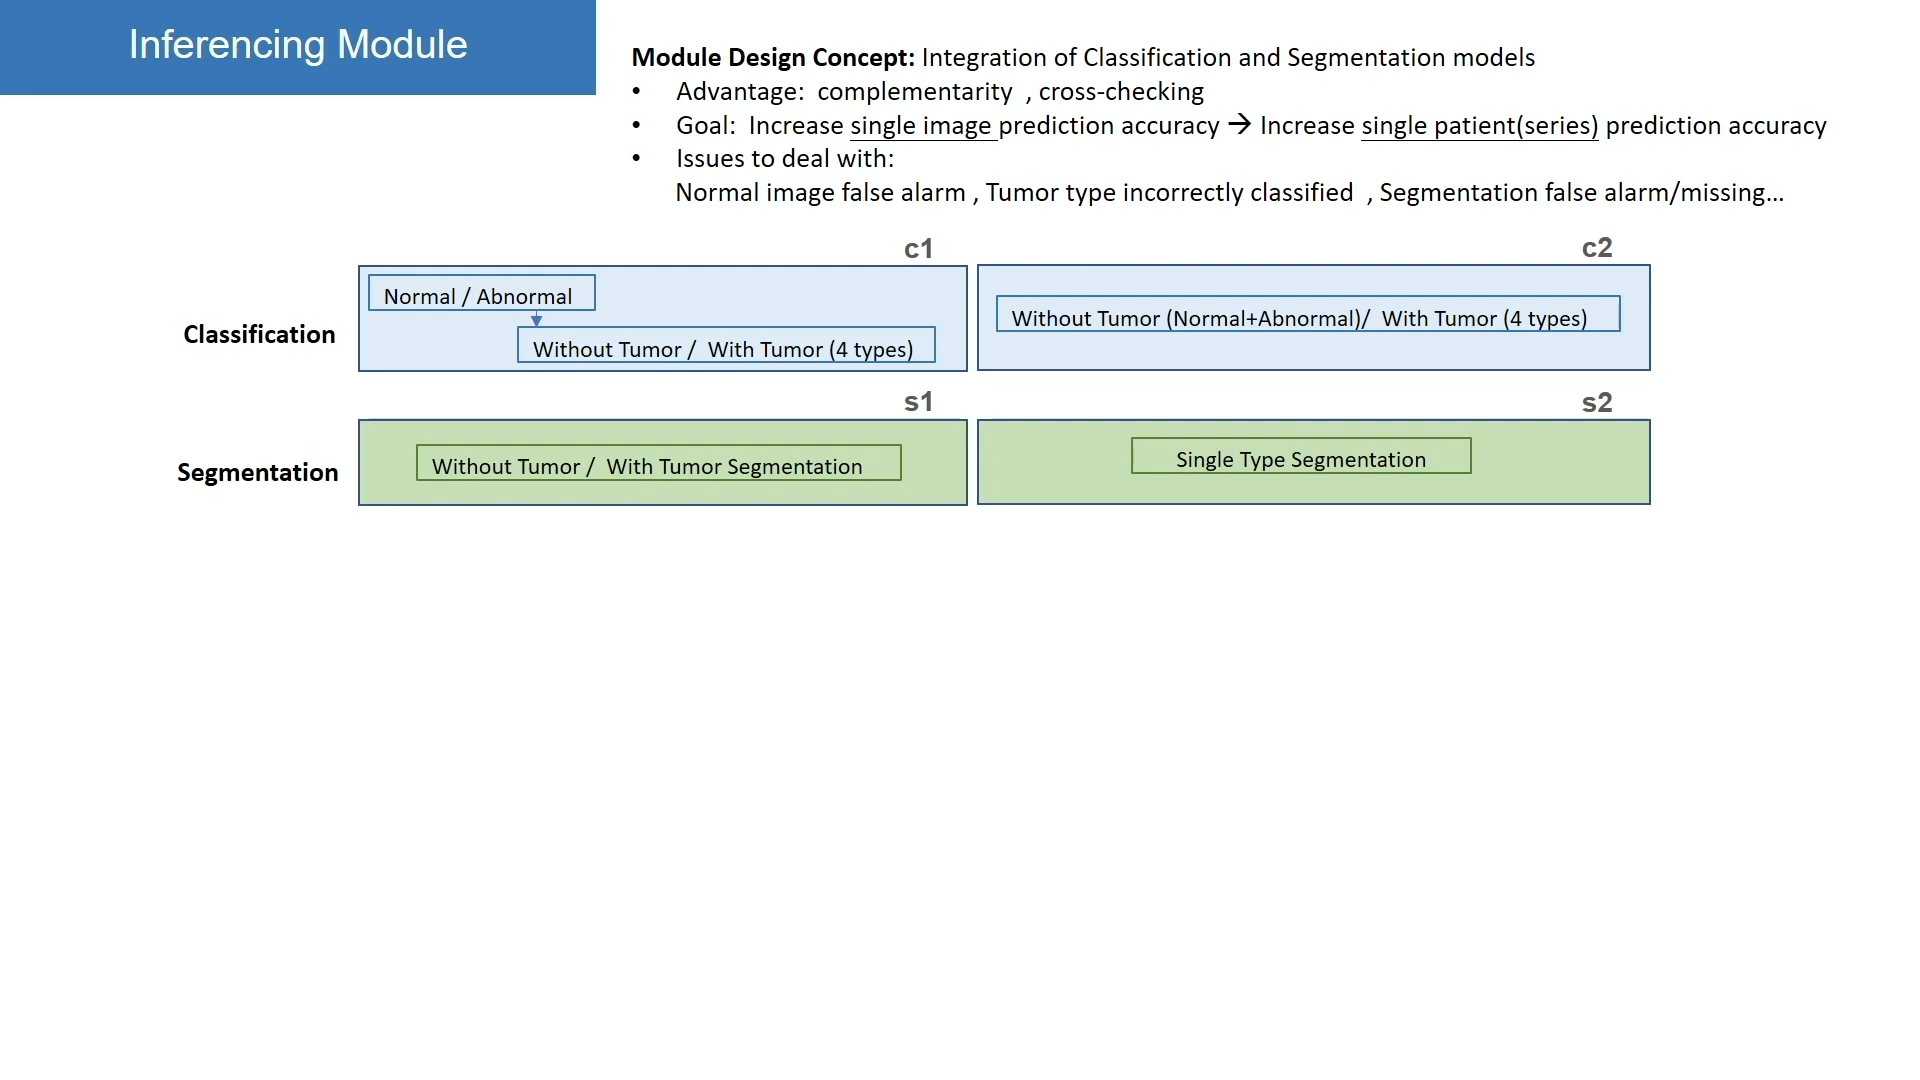 Inferencing Module
Module Design Concept: Integration of Classification and Segmentation models
• Advantage: complementarity , cross-checking
• Goal: Increase single image prediction accuracy → Increase single patient(series) prediction accuracy
• Issues to deal with:
Normal image false alarm , Tumor type incorrectly classified , Segmentation false alarm/missing...
c1
c2
Classification
Normal / Abnormal
Without Tumor / With Tumor (4 types)
Without Tumor (Normal+Abnormal)/ With Tumor (4 types)
s1
s2
Segmentation
Without Tumor / With Tumor Segmentation
Single Type Segmentation